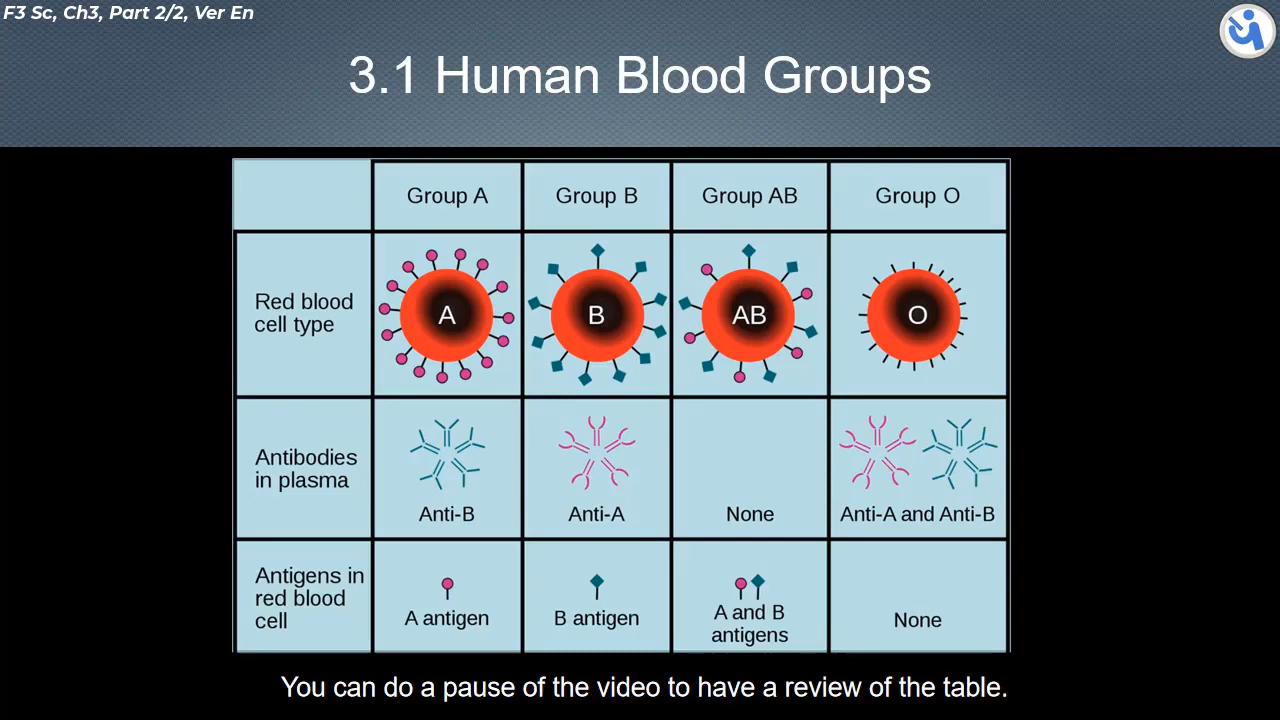 F3 Sc, Ch3, Part 2/2, Ver En
3.1 Human Blood Groups
Group A
Group B
Group AB
Group O
Red blood
cell type
A
B
AB
O
Antibodies
in plasma
Anti-B
Anti-A
None
Anti-A and Anti-B
Antigens in
red blood
cell
A antigen
B antigen
A and B
antigens
None
You can do a pause of the video to have a review of the table.